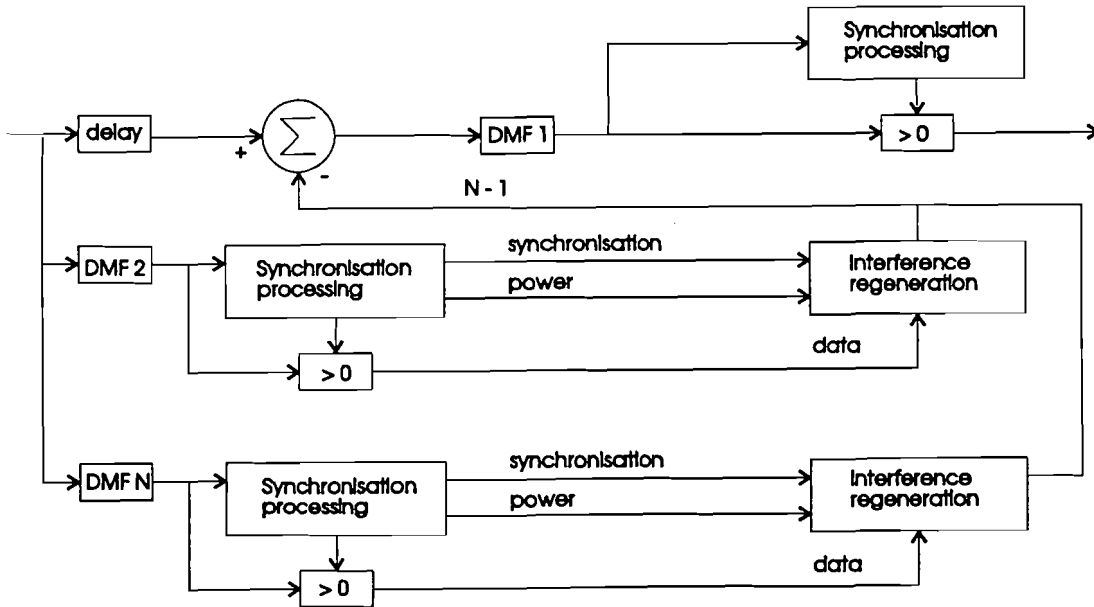 Synchronisation
processing
delay
+
Σ
-
DMF 1
> 0
N - 1
DMF 2
Synchronisation
processing
synchronisation
power
Interference
regeneration
> 0
data
DMF N
Synchronisation
processing
synchronisation
power
Interference
regeneration
> 0
data